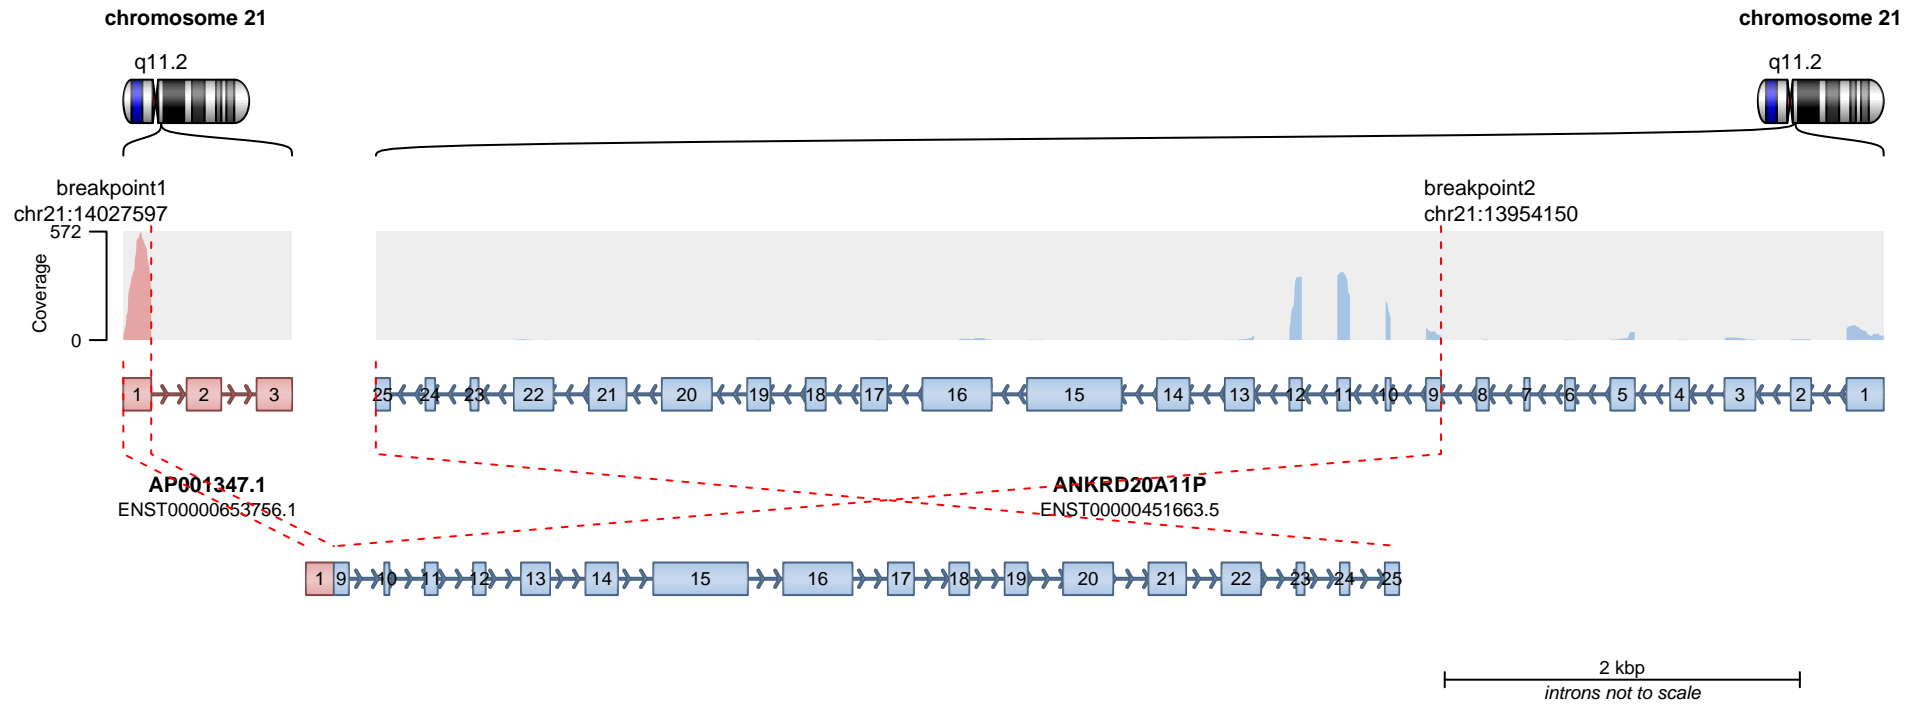 chromosome 21
chromosome 21
q11.2
q11.2
breakpoint1
chr21:14027597
breakpoint2
chr21:13954150
572
Coverage
0
1 2 3
25 24 23 22 21 20 19 18 17 16 15 14 13 12 11 10 9 8 7 6 5 4 3 2 1
AP001347.1
ENST00000653756.1
ANKRD20A11P
ENST00000451663.5
1 9 10 11 12 13 14 15 16 17 18 19 20 21 22 23 24 25
2 kbp
introns not to scale